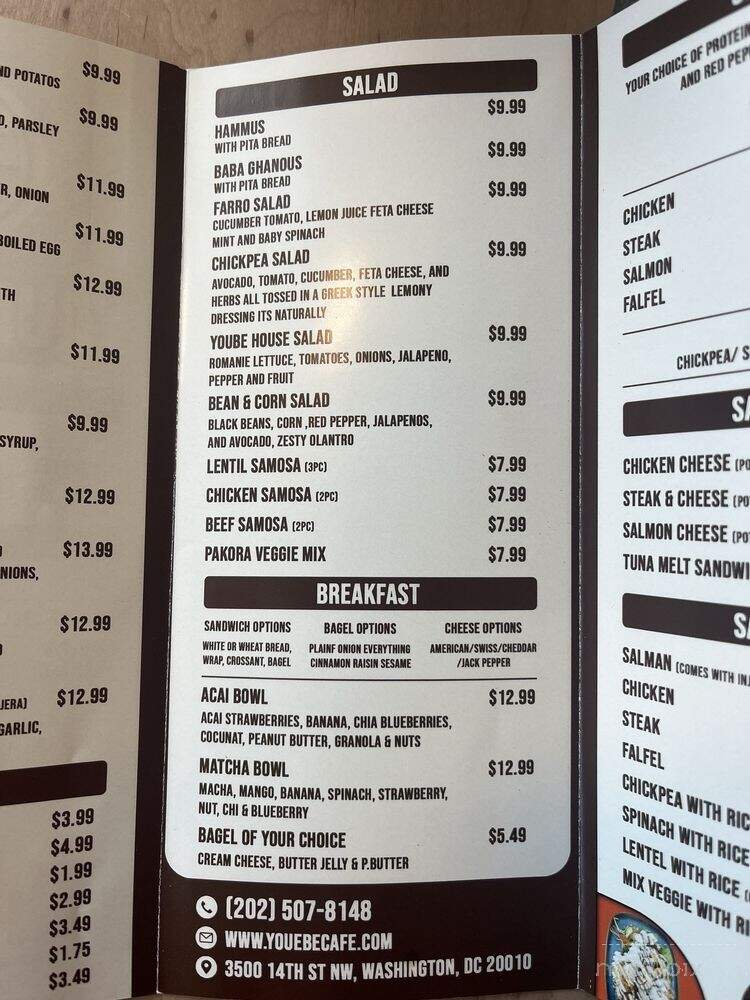 ND POTATOS $9.99
O, PARSLEY $9.99
R, ONION $11.99
BOILED EGG $11.99
TH $12.99
$11.99
SYRUP, $9.99
$12.99
$13.99
NIONS,
$12.99
JERA) $12.99
GARLIC,
$3.99
$4.99
$1.99
$2.99
$3.49
$1.75
$3.49
SALAD
HAMMUS $9.99
WITH PITA BREAD
BABA GHANOUS $9.99
WITH PITA BREAD
FARRO SALAD $9.99
CUCUMBER TOMATO, LEMON JUICE FETA CHEESE
MINT AND BABY SPINACH
CHICKPEA SALAD $9.99
AVOCADO, TOMATO, CUCUMBER, FETA CHEESE, AND
HERBS ALL TOSSED IN A GREEK STYLE LEMONY
DRESSING ITS NATURALLY
YOUBE HOUSE SALAD $9.99
ROMANIE LETTUCE, TOMATOES, ONIONS, JALAPENO,
PEPPER AND FRUIT
BEAN & CORN SALAD $9.99
BLACK BEANS, CORN ,RED PEPPER, JALAPENOS,
AND AVOCADO, ZESTY OLANTRO
LENTIL SAMOSA (3PC) $7.99
CHICKEN SAMOSA (2PC) $7.99
BEEF SAMOSA (2PC) $7.99
PAKORA VEGGIE MIX $7.99
BREAKFAST
SANDWICH OPTIONS BAGEL OPTIONS CHEESE OPTIONS
WHITE OR WHEAT BREAD, PLAINF ONION EVERYTHING AMERICAN/SWISS/CHEDDAR
WRAP, CROSSANT, BAGEL CINNAMON RAISIN SESAME /JACK PEPPER
ACAI BOWL $12.99
ACAI STRAWBERRIES, BANANA, CHIA BLUEBERRIES,
COCUNAT, PEANUT BUTTER, GRANOLA & NUTS
MATCHA BOWL $12.99
MACHA, MANGO, BANANA, SPINACH, STRAWBERRY,
NUT, CHI & BLUEBERRY
BAGEL OF YOUR CHOICE $5.49
CREAM CHEESE, BUTTER JELLY & P.BUTTER
(202) 507-8148
WWW.YOUEBECAFE.COM
3500 14TH ST NW, WASHINGTON, DC 20010
YOUR CHOICE OF PROTEIN
AND RED PEP
CHICKEN
STEAK
SALMON
FALFEL
CHICKPEA/ S
SA
CHICKEN CHEESE (PO
STEAK & CHEESE (PO
SALMON CHEESE (PO
TUNA MELT SANDWI
SA
SALMAN (COMES WITH INJ
CHICKEN
STEAK
FALFEL
CHICKPEA WITH RIC
SPINACH WITH RICE
LENTEL WITH RICE (
MIX VEGGIE WITH RI